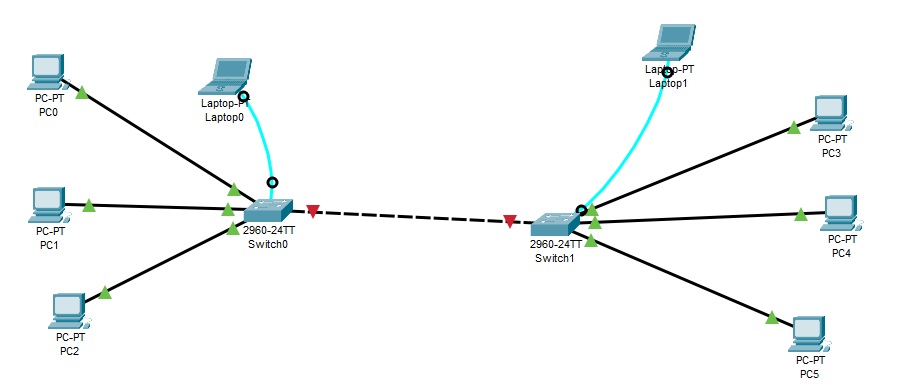 PC-PT
PC0
Laptop-PT
Laptop0
Laptop-PT
Laptop1
PC-PT
PC3
PC-PT
PC1
2960-24TT
Switch0
2960-24TT
Switch1
PC-PT
PC4
PC-PT
PC2
PC-PT
PC5